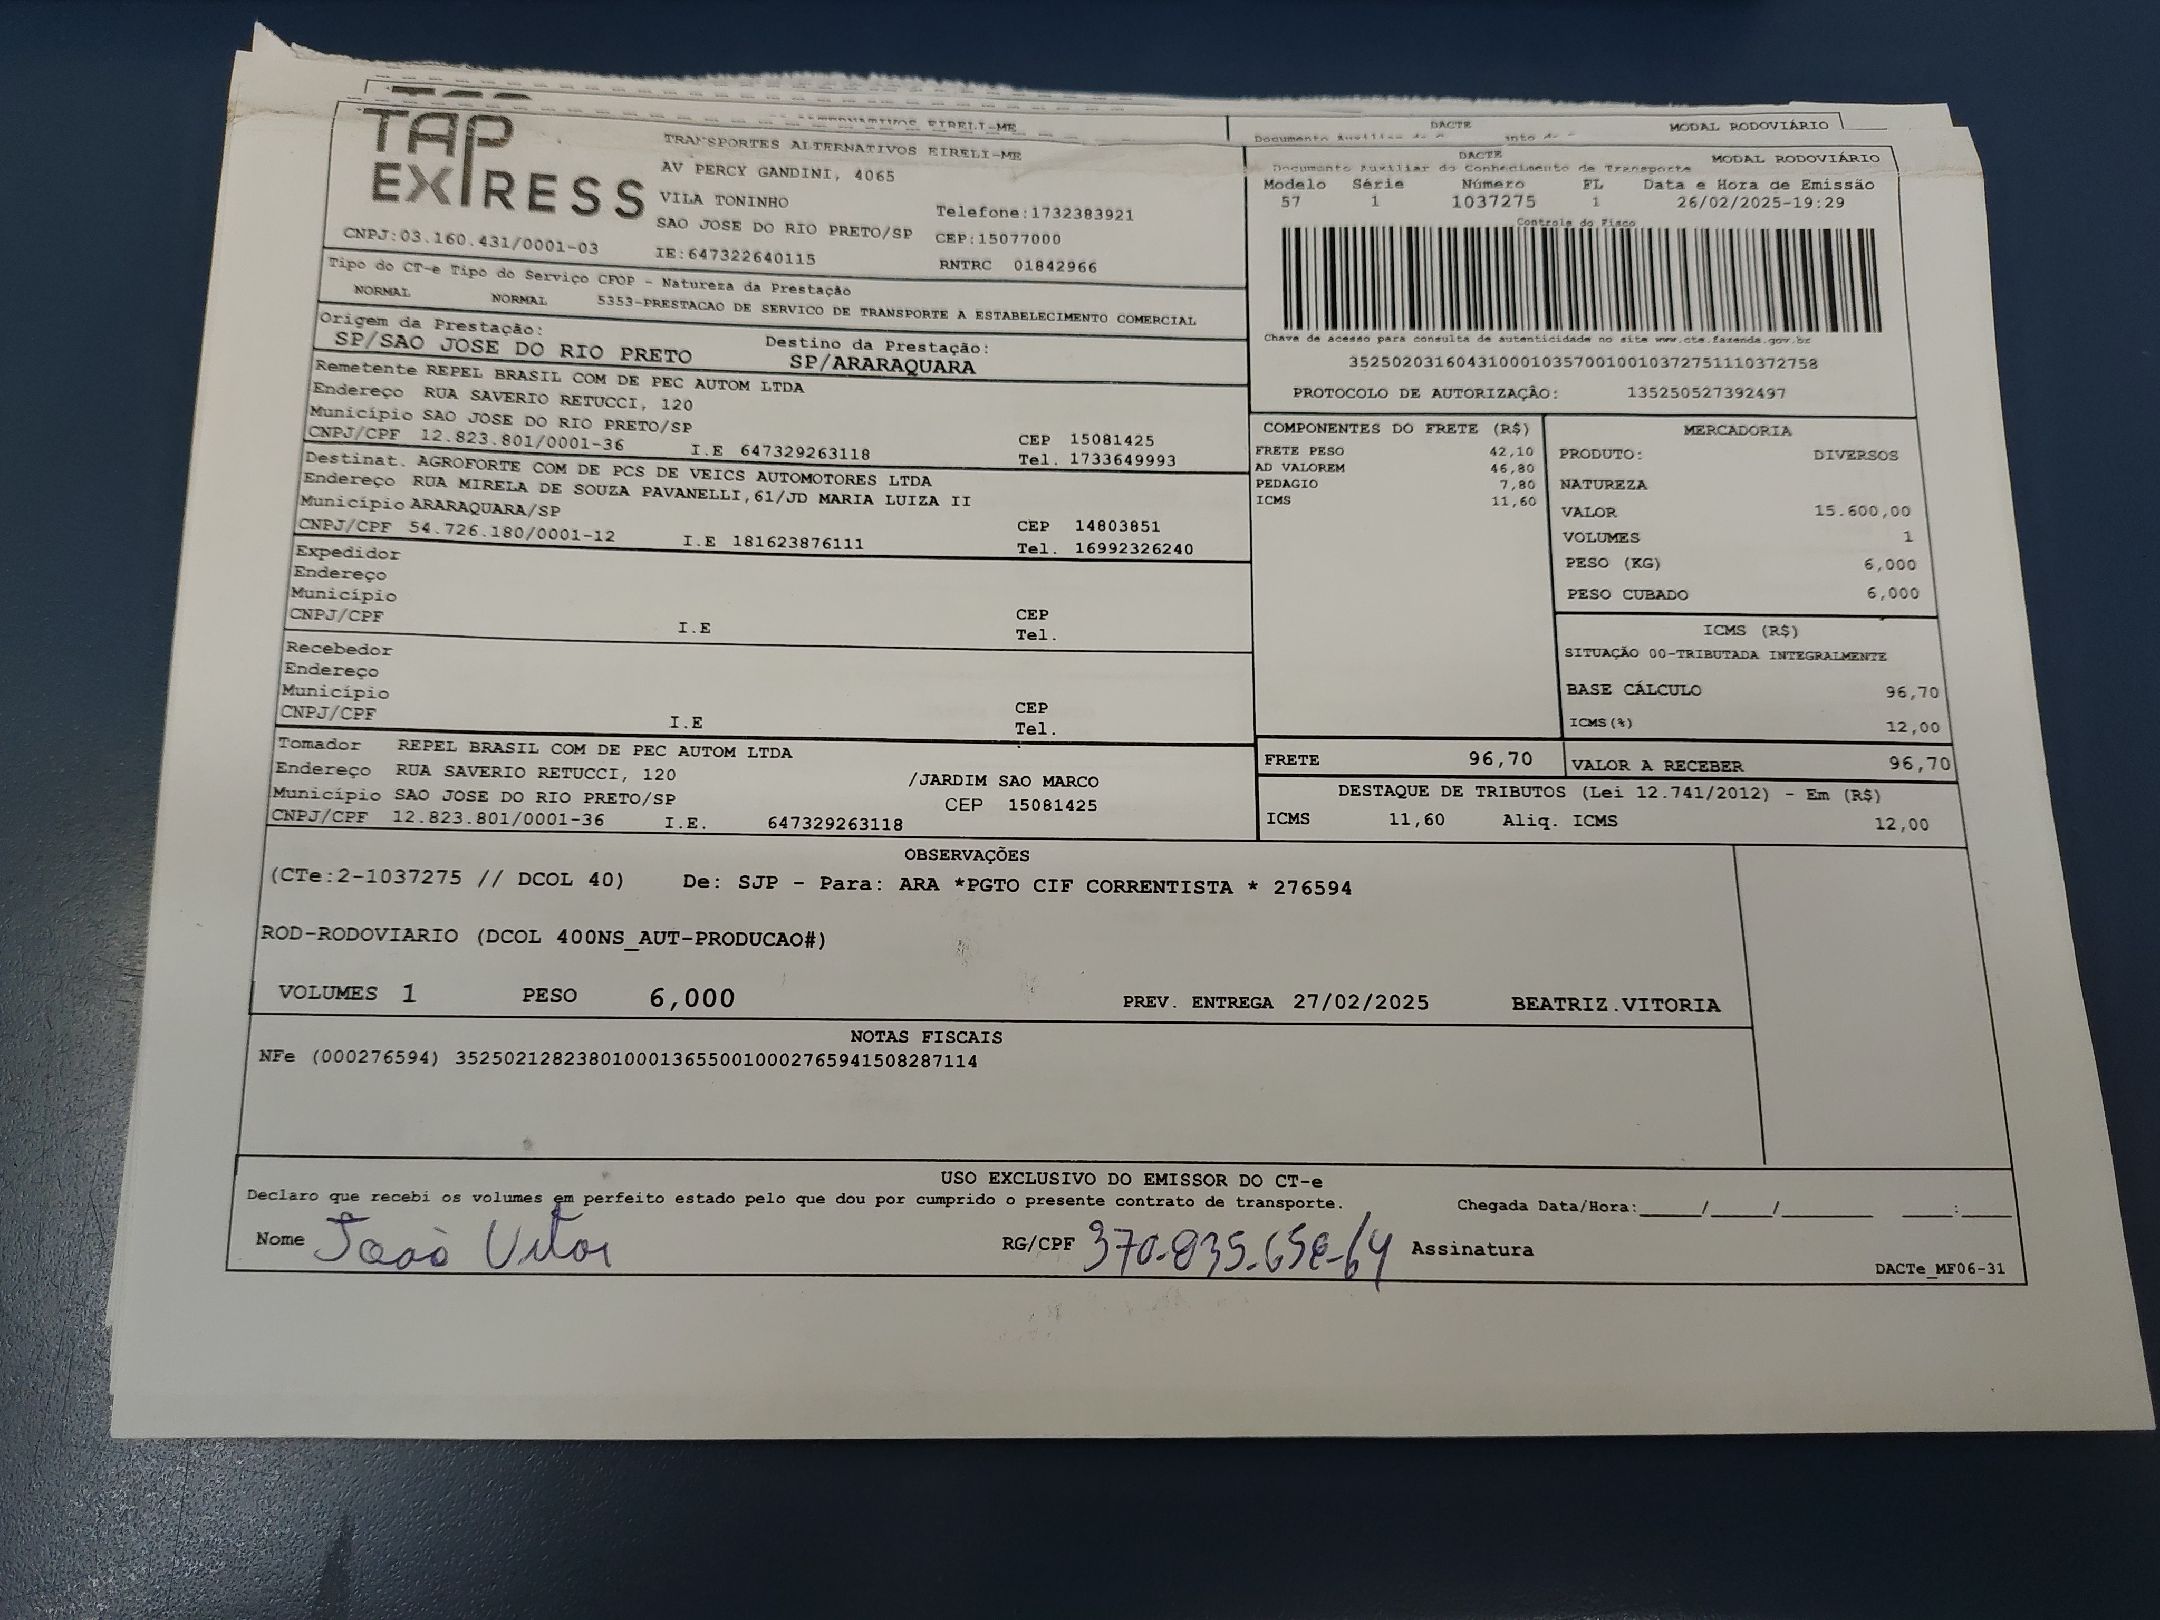 TAP
EXPRESS
TRANSPORTES ALTERNATIVOS EIRELI-ME
AV PERCY GANDINI, 4065
VILA TONINHO
Telefone:1732383921
SAO JOSE DO RIO PRETO/SP CEP:15077000
CNPJ:03.160.431/0001-03 IE:647322640115 RNTRC 01842966
EIRELI-ME
DACTE MODAL RODOVIÁRIO
DACTE MODAL RODOVIÁRIO
Documento Auxiliar do Conhecimento de Transporte
Modelo Série Número FL Data e Hora de Emissão
57 1 1037275 1 26/02/2025-19:29
Controle do Fisco
Chave de acesso para consulta de autenticidade no site www.cte.fazenda.gov.br
35250203160431000103570010010372751110372758
PROTOCOLO DE AUTORIZAÇÃO: 135250527392497
Tipo do CT-e Tipo do Serviço CFOP - Natureza da Prestação
NORMAL NORMAL 5353-PRESTACAO DE SERVICO DE TRANSPORTE A ESTABELECIMENTO COMERCIAL
Origem da Prestação: Destino da Prestação:
SP/SAO JOSE DO RIO PRETO SP/ARARAQUARA
Remetente REPEL BRASIL COM DE PEC AUTOM LTDA
Endereço RUA SAVERIO RETUCCI, 120
Município SAO JOSE DO RIO PRETO/SP CEP 15081425
CNPJ/CPF 12.823.801/0001-36 I.E 647329263118 Tel. 1733649993
Destinat. AGROFORTE COM DE PCS DE VEICS AUTOMOTORES LTDA
Endereço RUA MIRELA DE SOUZA PAVANELLI,61/JD MARIA LUIZA II
Município ARARAQUARA/SP CEP 14803851
CNPJ/CPF 54.726.180/0001-12 I.E 181623876111 Tel. 16992326240
Expedidor
Endereço
Município CEP
CNPJ/CPF I.E Tel.
Recebedor
Endereço
Município CEP
CNPJ/CPF I.E Tel.
Tomador REPEL BRASIL COM DE PEC AUTOM LTDA
Endereço RUA SAVERIO RETUCCI, 120 /JARDIM SAO MARCO
Município SAO JOSE DO RIO PRETO/SP CEP 15081425
CNPJ/CPF 12.823.801/0001-36 I.E. 647329263118
COMPONENTES DO FRETE (R$)
FRETE PESO 42,10
AD VALOREM 46,80
PEDAGIO 7,80
ICMS 11,60
MERCADORIA
PRODUTO: DIVERSOS
NATUREZA
VALOR 15.600,00
VOLUMES 1
PESO (KG) 6,000
PESO CUBADO 6,000
ICMS (R$)
SITUAÇÃO 00-TRIBUTADA INTEGRALMENTE
BASE CÁLCULO 96,70
ICMS(%) 12,00
FRETE 96,70 VALOR A RECEBER 96,70
DESTAQUE DE TRIBUTOS (Lei 12.741/2012) - Em (R$)
ICMS 11,60 Aliq. ICMS 12,00
OBSERVAÇÕES
(CTe:2-1037275 // DCOL 40) De: SJP - Para: ARA *PGTO CIF CORRENTISTA * 276594
ROD-RODOVIARIO (DCOL 400NS_AUT-PRODUCAO#)
VOLUMES 1 PESO 6,000 PREV. ENTREGA 27/02/2025 BEATRIZ.VITORIA
NOTAS FISCAIS
NFe (000276594) 35250212823801000136550010002765941508287114
USO EXCLUSIVO DO EMISSOR DO CT-e
Declaro que recebi os volumes em perfeito estado pelo que dou por cumprido o presente contrato de transporte. Chegada Data/Hora:____/____/______ ____:____
Nome João Vitor RG/CPF 370.835.658-64 Assinatura
DACTe_MF06-31